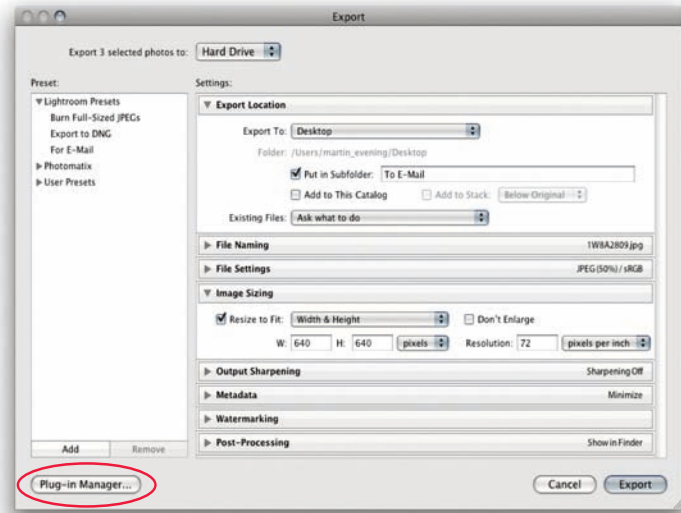 Export
Export 3 selected photos to: Hard Drive
Preset:
Lightroom Presets
Burn Full-Sized JPEGs
Export to DNG
For E-Mail
Photomatix
User Presets
Add Remove
Settings:
Export Location
Export To: Desktop
Folder: /Users/martin_evening/Desktop
Put in Subfolder: To E-Mail
Add to This Catalog Add to Stack: Below Original
Existing Files: Ask what to do
File Naming 1W8A2809.jpg
File Settings JPEG (50%) / sRGB
Image Sizing
Resize to Fit: Width & Height Don't Enlarge
W: 640 H: 640 pixels Resolution: 72 pixels per inch
Output Sharpening Sharpening Off
Metadata Minimize
Watermarking
Post-Processing Show in Finder
Plug-in Manager... Cancel Export